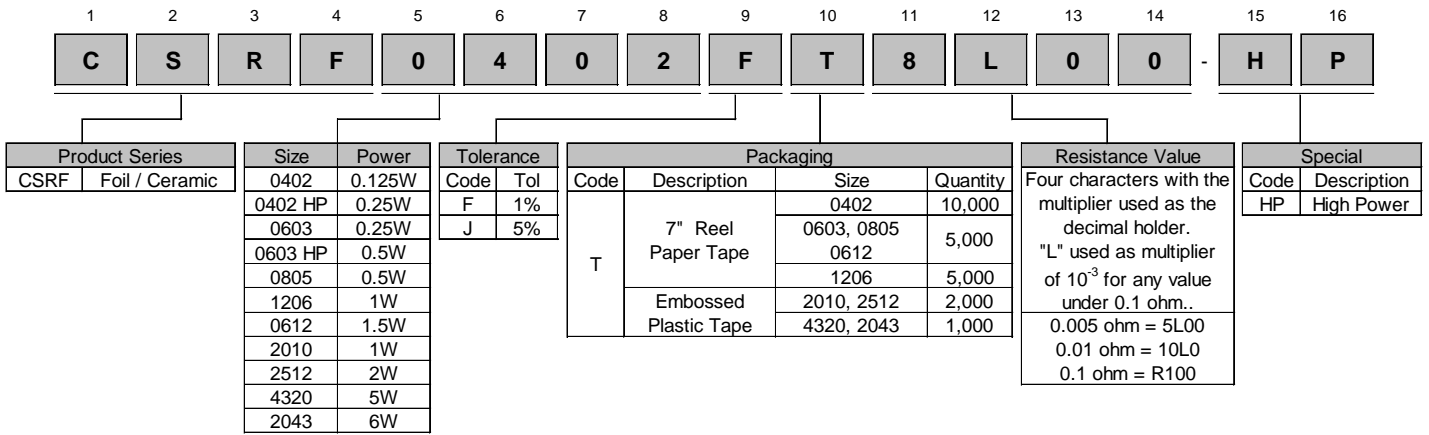 1 2 3 4 5 6 7 8 9 10 11 12 13 14 15 16
C S R F 0 4 0 2 F T 8 L 0 0 - H P
Product Series
CSRF Foil / Ceramic
Size Power
0402 0.125W
0402 HP 0.25W
0603 0.25W
0603 HP 0.5W
0805 0.5W
1206 1W
0612 1.5W
2010 1W
2512 2W
4320 5W
2043 6W
Tolerance
Code Tol
F 1%
J 5%
Packaging
Code Description Size Quantity
T
7" Reel
Paper Tape
0402 10,000
0603, 0805
0612
5,000
1206 5,000
Embossed
Plastic Tape
2010, 2512 2,000
4320, 2043 1,000
Resistance Value
Four characters with the
multiplier used as the
decimal holder.
"L" used as multiplier
of 10-3 for any value
under 0.1 ohm..
0.005 ohm = 5L00
0.01 ohm = 10L0
0.1 ohm = R100
Special
Code Description
HP High Power